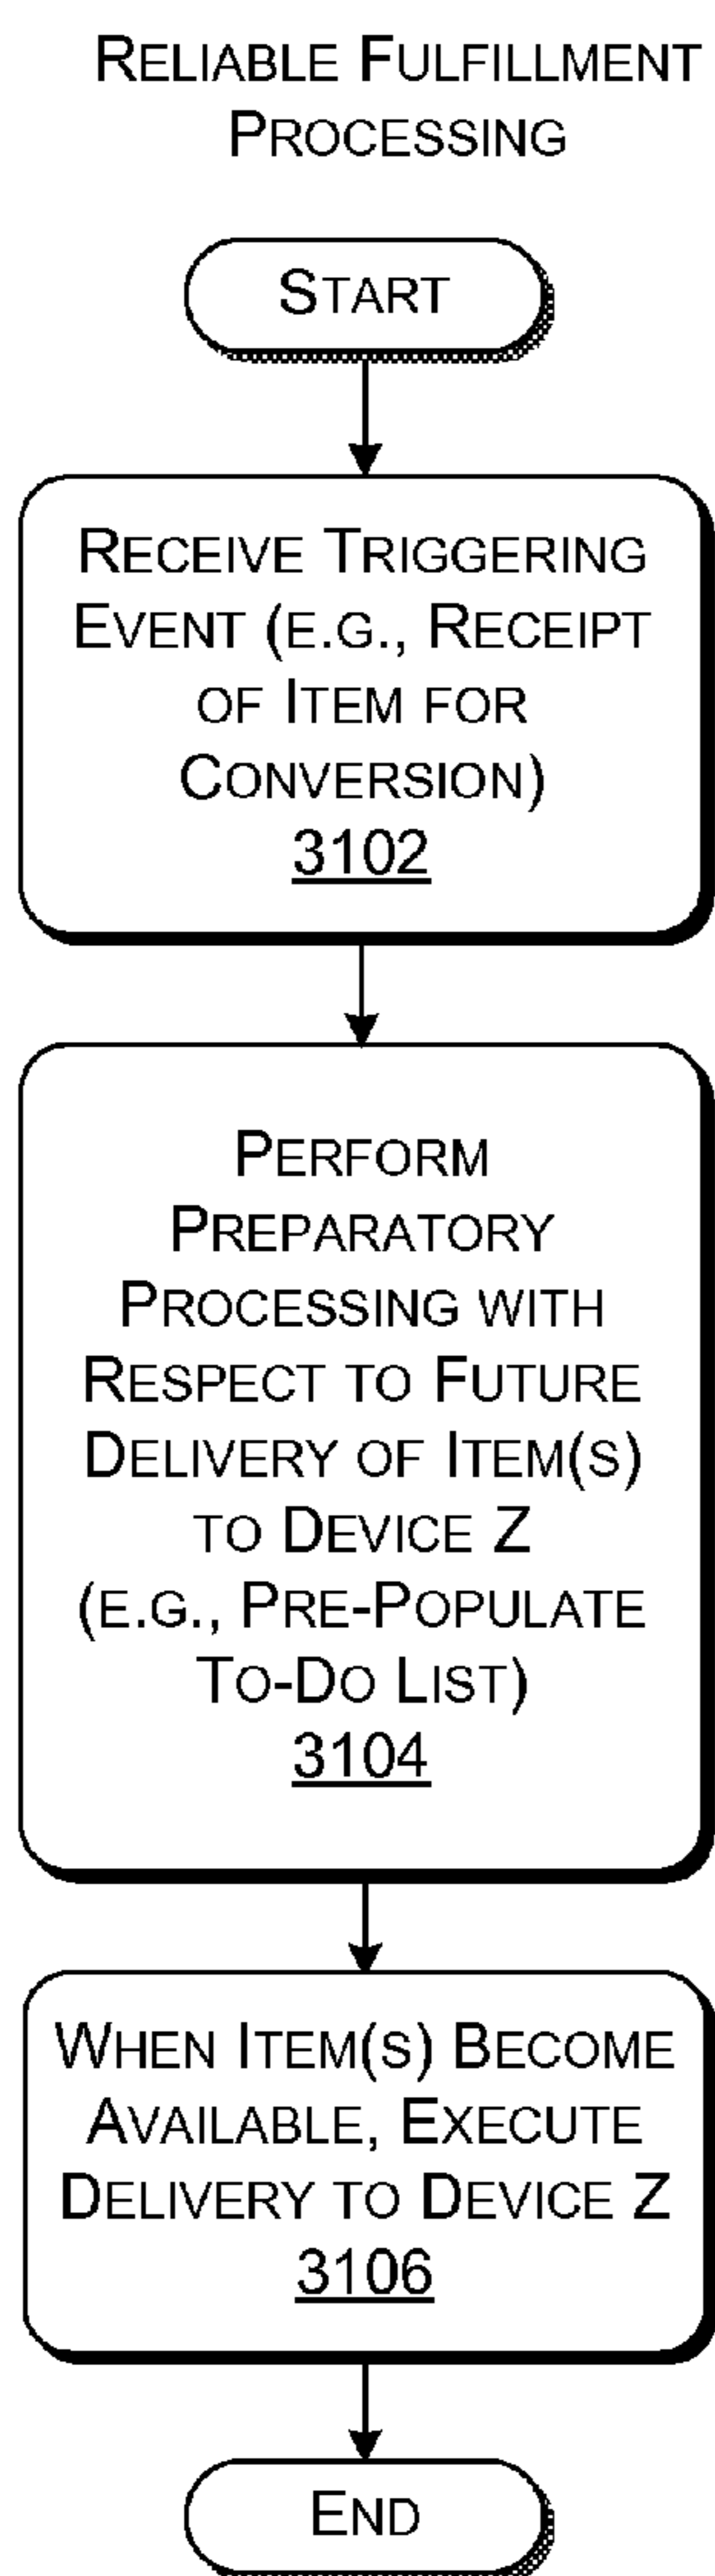 RELIABLE FULFILLMENT
PROCESSING
START
RECEIVE TRIGGERING
EVENT (E.G., RECEIPT
OF ITEM FOR
CONVERSION)
3102
PERFORM
PREPARATORY
PROCESSING WITH
RESPECT TO FUTURE
DELIVERY OF ITEM(S)
TO DEVICE Z
(E.G., PRE-POPULATE
TO-DO LIST)
3104
WHEN ITEM(S) BECOME
AVAILABLE, EXECUTE
DELIVERY TO DEVICE Z
3106
END